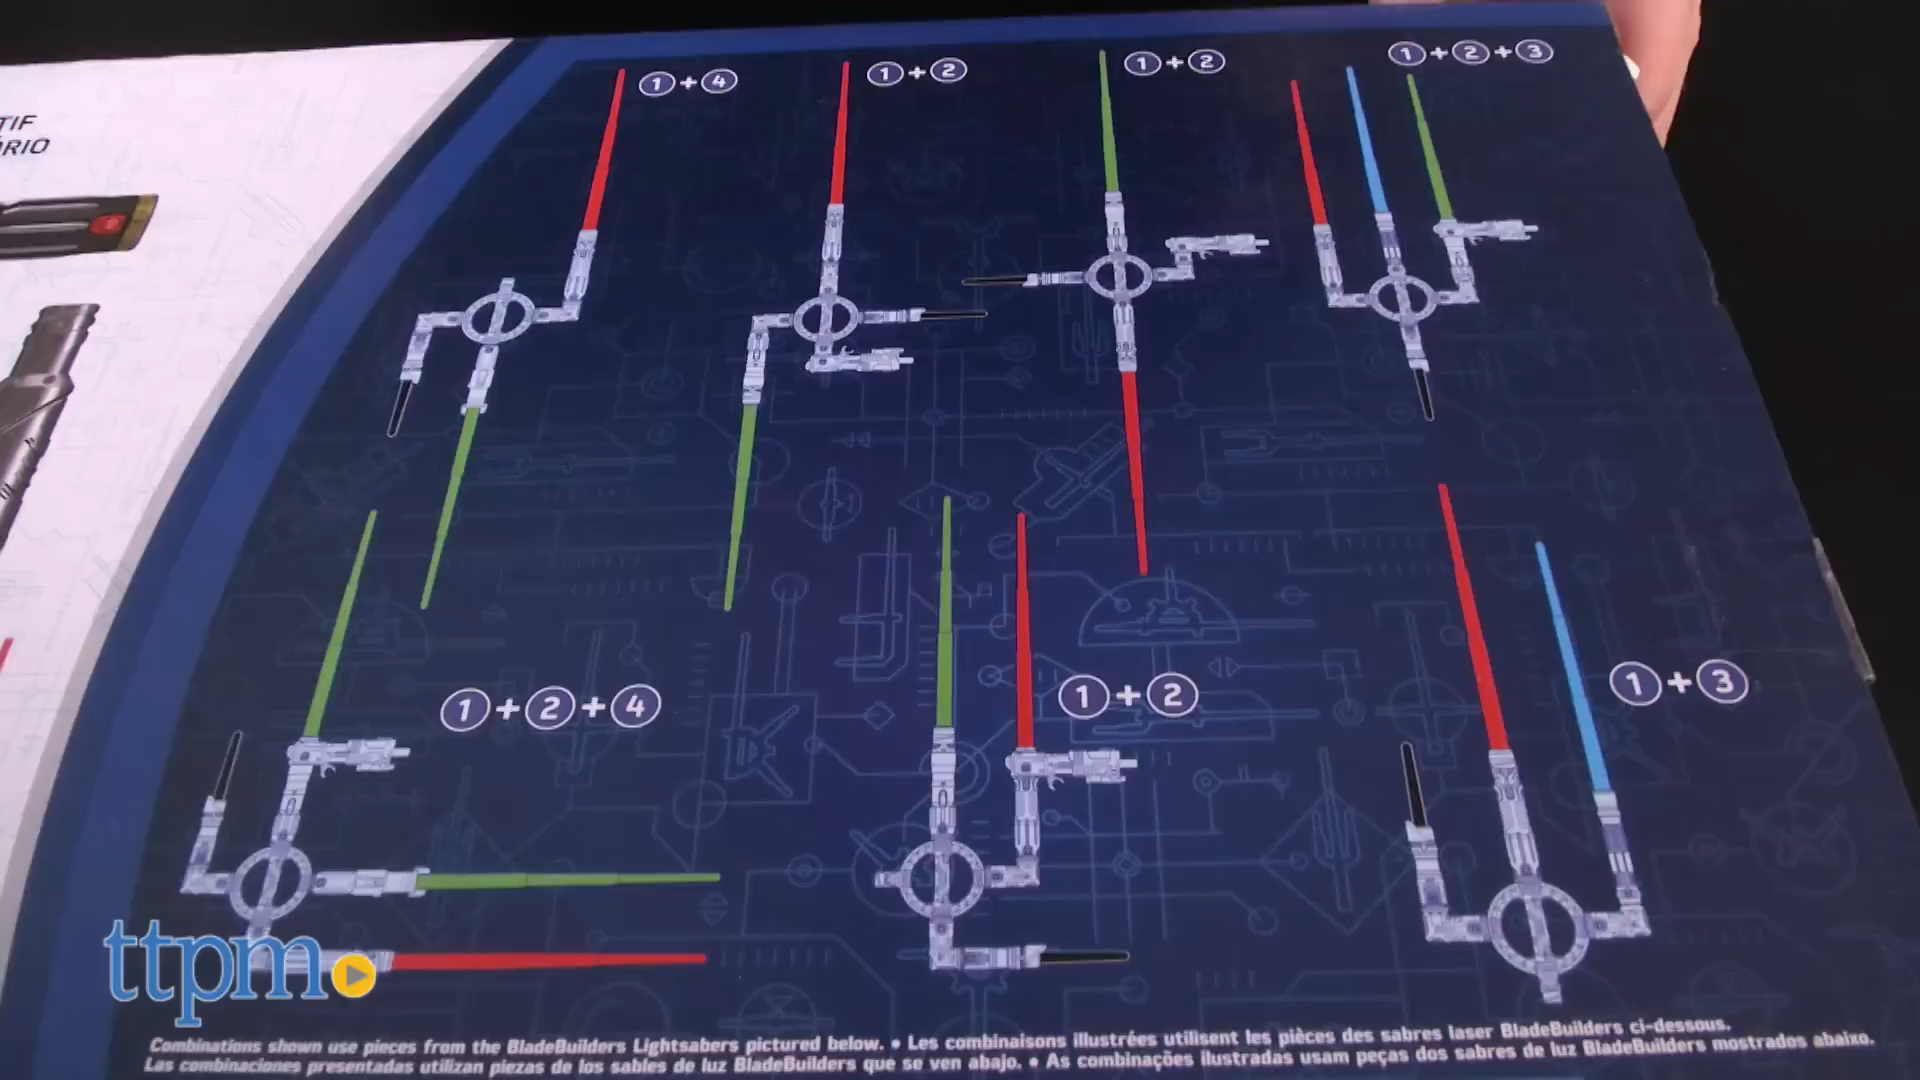 TIF
ÓRIO
1 + 4
1 + 2
1 + 2
1 + 2 + 3
1 + 2 + 4
1 + 2
1 + 3
ttpm
Combinations shown use pieces from the BladeBuilders Lightsabers pictured below. • Les combinaisons illustrées utilisent les pièces des sabres laser BladeBuilders ci-dessous.
Las combinaciones presentadas utilizan piezas de los sables de luz BladeBuilders que se ven abajo. • As combinações ilustradas usam peças dos sabres de luz BladeBuilders mostrados abaixo.